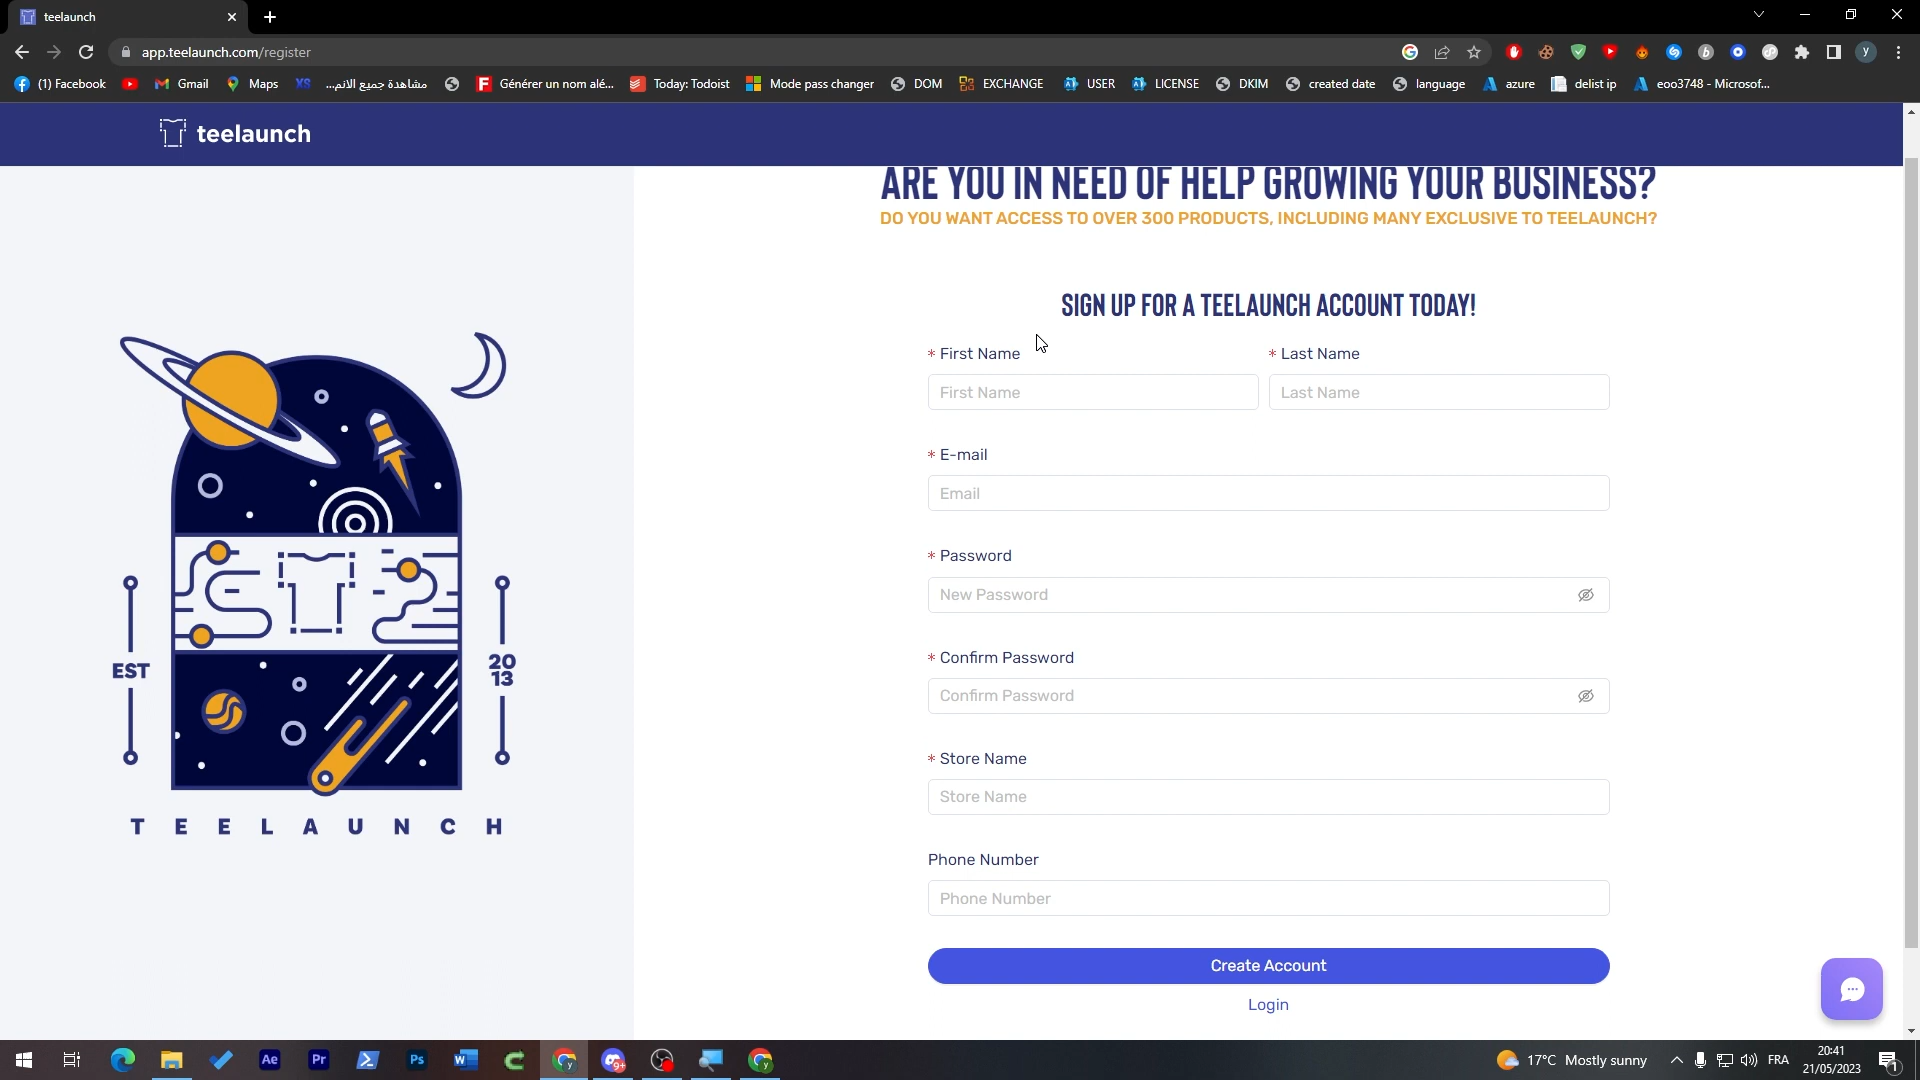 teelaunch
app.teelaunch.com/register
(1) Facebook
Gmail
Maps
مشاهدة جميع الانم...
Générer un nom alé...
Today: Todoist
Mode pass changer
DOM
EXCHANGE
USER
LICENSE
DKIM
created date
language
azure
delist ip
eoo3748 - Microsof...
teelaunch
ARE YOU IN NEED OF HELP GROWING YOUR BUSINESS?
DO YOU WANT ACCESS TO OVER 300 PRODUCTS, INCLUDING MANY EXCLUSIVE TO TEELAUNCH?
SIGN UP FOR A TEELAUNCH ACCOUNT TODAY!
* First Name
* Last Name
First Name
Last Name
* E-mail
Email
* Password
New Password
* Confirm Password
Confirm Password
* Store Name
Store Name
Phone Number
Phone Number
Create Account
Login
EST
20
13
TEELAUNCH
Ae
Pr
Ps
17°C Mostly sunny
FRA
20:41
21/05/2023